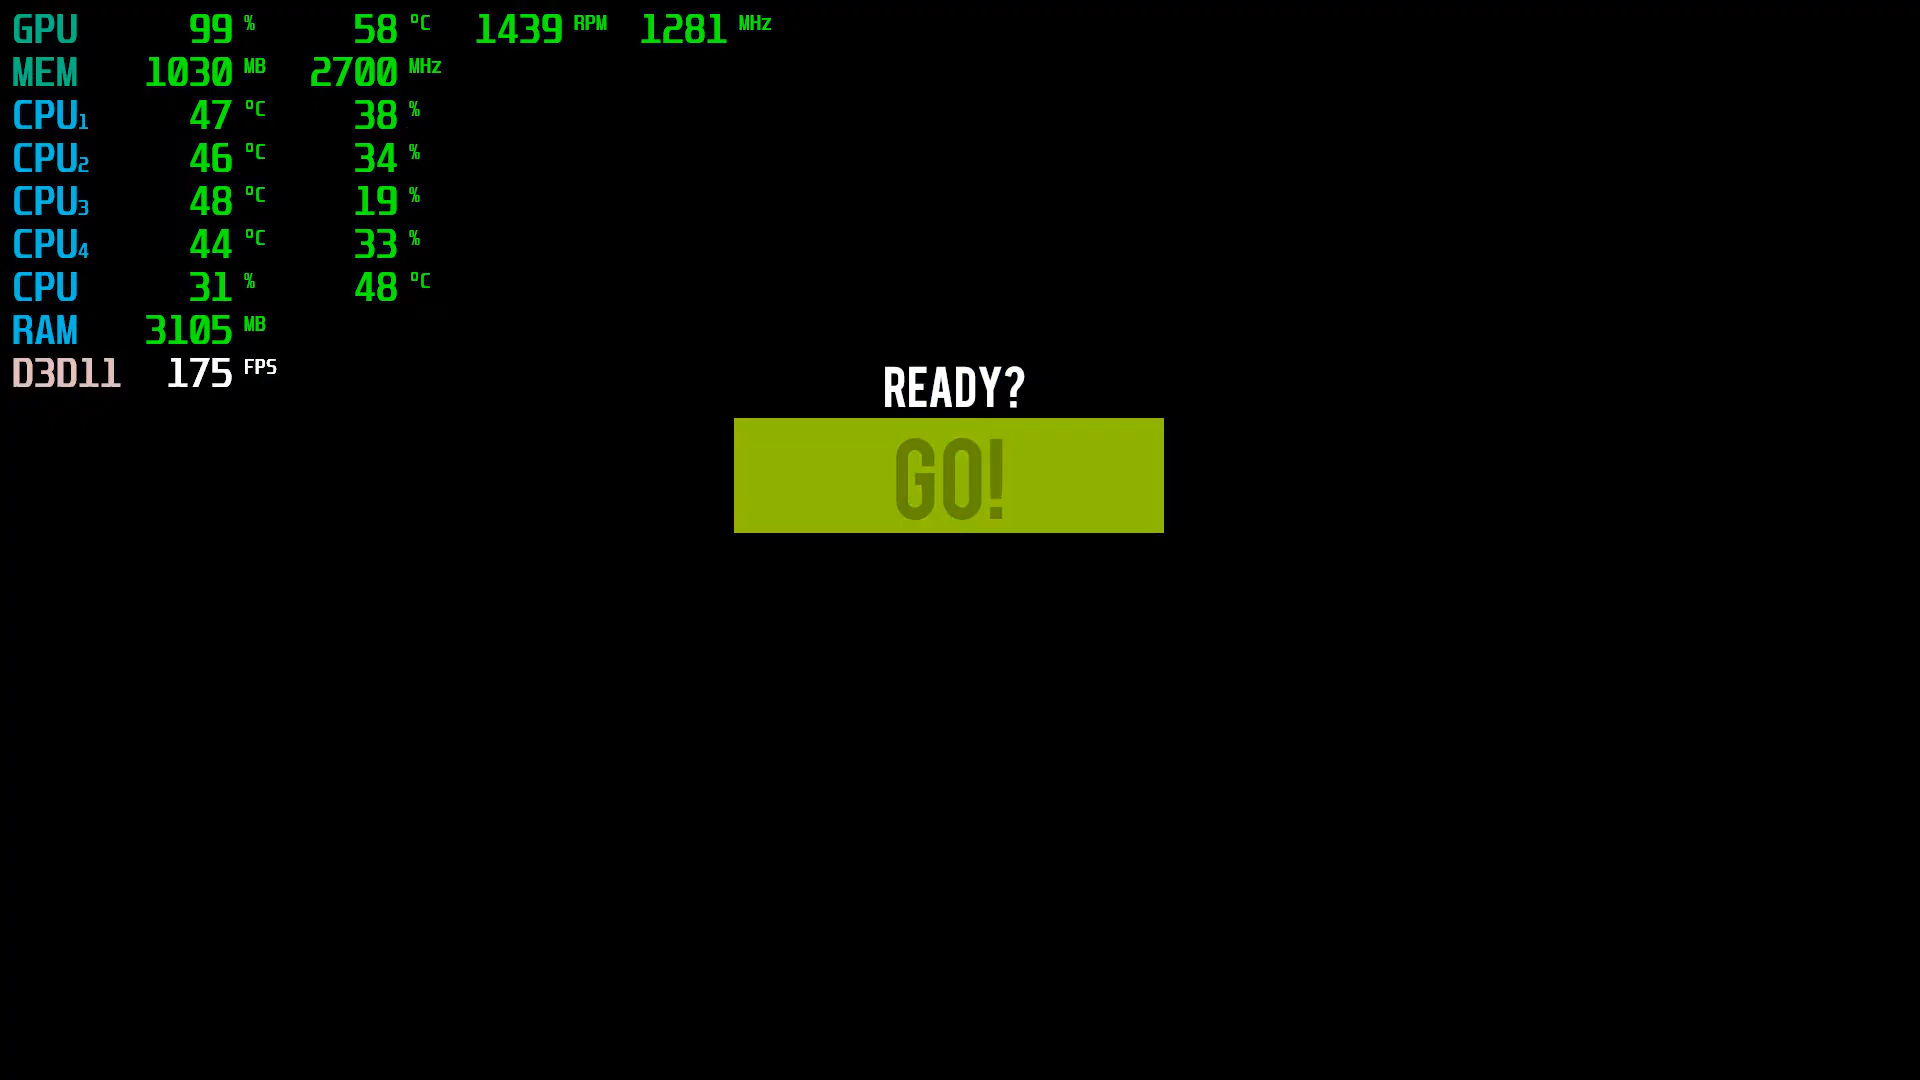 GPU 99 % 58 °C 1439 RPM 1281 MHz
MEM 1030 MB 2700 MHz
CPU1 47 °C 38 %
CPU2 46 °C 34 %
CPU3 48 °C 19 %
CPU4 44 °C 33 %
CPU 31 % 48 °C
RAM 3105 MB
D3D11 175 FPS
READY?
GO!